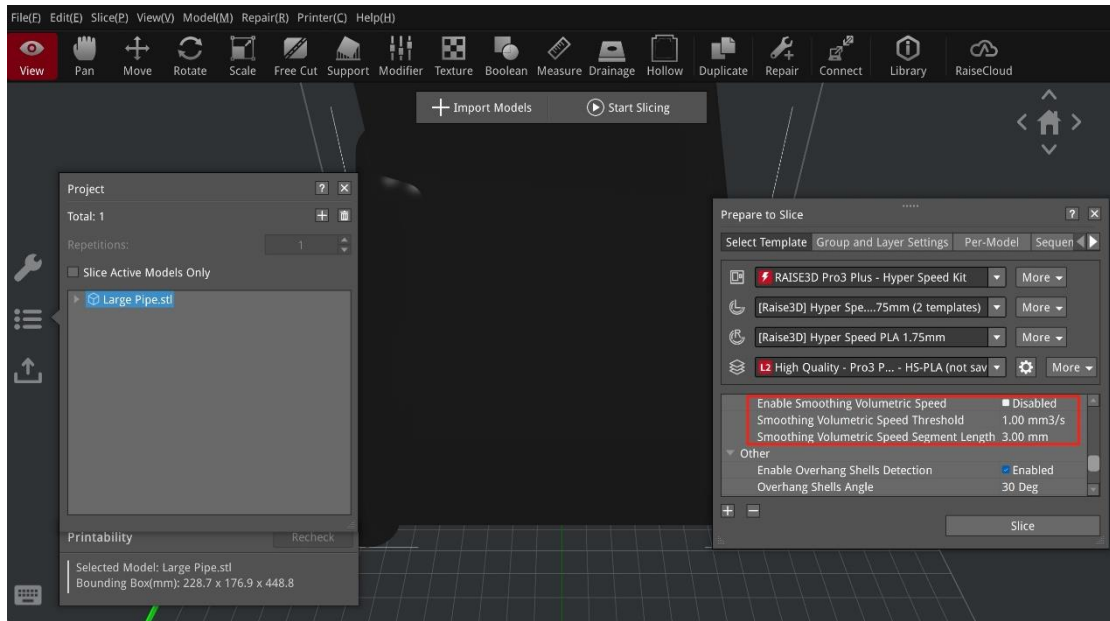 File(F) Edit(E) Slice(P) View(V) Model(M) Repair(R) Printer(C) Help(H)
View Pan Move Rotate Scale Free Cut Support Modifier Texture Boolean Measure Drainage Hollow Duplicate Repair Connect Library RaiseCloud
Import Models Start Slicing
Project ? X
Total: 1
Repetitions: 1
Slice Active Models Only
Large Pipe.stl
Printability Recheck
Selected Model: Large Pipe.stl
Bounding Box(mm): 228.7 x 176.9 x 448.8
Prepare to Slice ? X
Select Template Group and Layer Settings Per-Model Sequen
RAISE3D Pro3 Plus - Hyper Speed Kit More
[Raise3D] Hyper Spe....75mm (2 templates) More
[Raise3D] Hyper Speed PLA 1.75mm More
L2 High Quality - Pro3 P... - HS-PLA (not sav More
Enable Smoothing Volumetric Speed Disabled
Smoothing Volumetric Speed Threshold 1.00 mm3/s
Smoothing Volumetric Speed Segment Length 3.00 mm
Other
Enable Overhang Shells Detection Enabled
Overhang Shells Angle 30 Deg
Slice